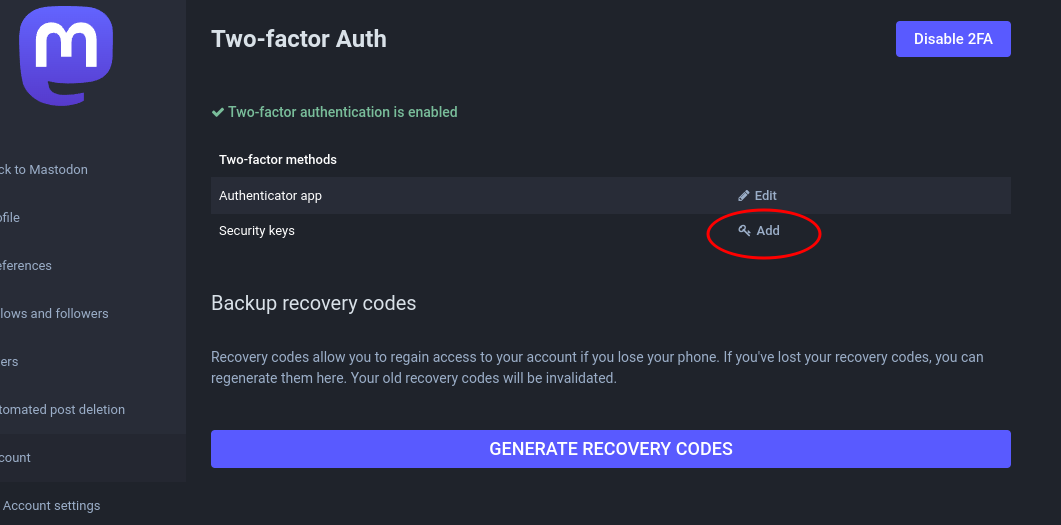 Two-factor Auth
Disable 2FA
Two-factor authentication is enabled
Two-factor methods
Authenticator app
Edit
Security keys
Add
Backup recovery codes
Recovery codes allow you to regain access to your account if you lose your phone. If you've lost your recovery codes, you can
regenerate them here. Your old recovery codes will be invalidated.
GENERATE RECOVERY CODES
ck to Mastodon
ofile
eferences
lows and followers
ers
tomated post deletion
count
Account settings